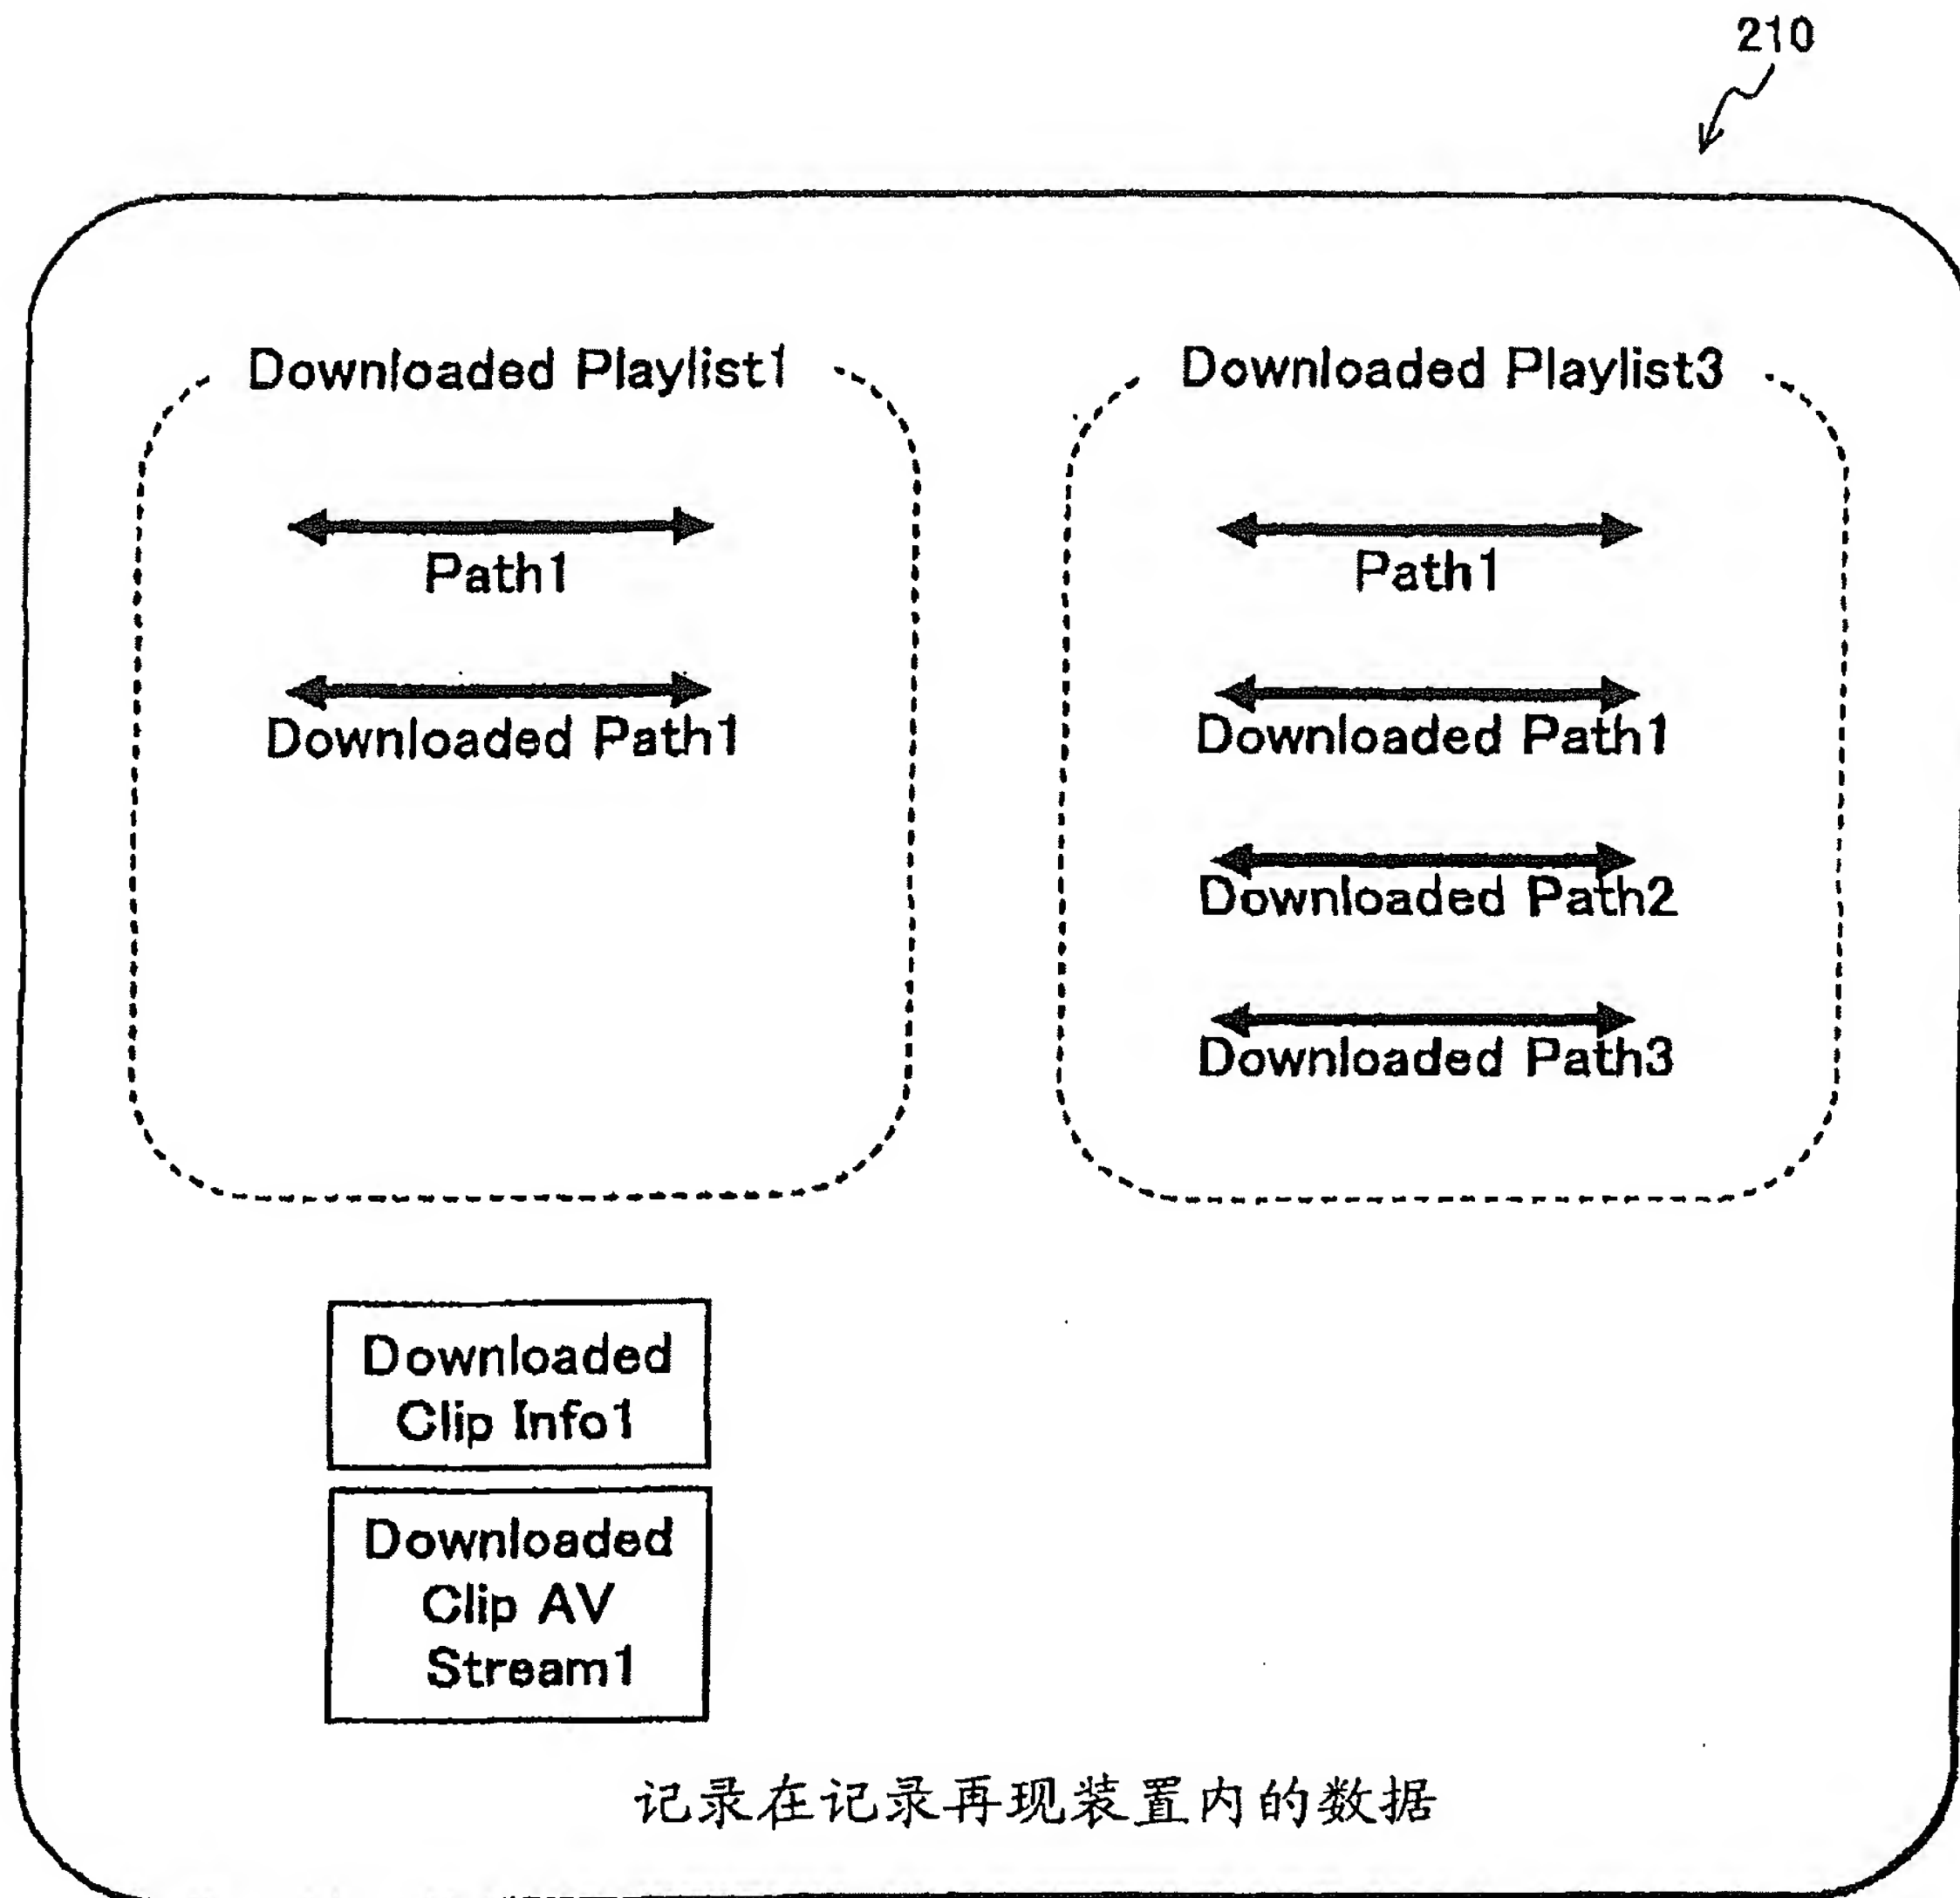 210
Downloaded Playlist1
Path1
Downloaded Path1
Downloaded Playlist3
Path1
Downloaded Path1
Downloaded Path2
Downloaded Path3
Downloaded
Clip Info1
Downloaded
Clip AV
Stream1
记录在记录再现装置内的数据